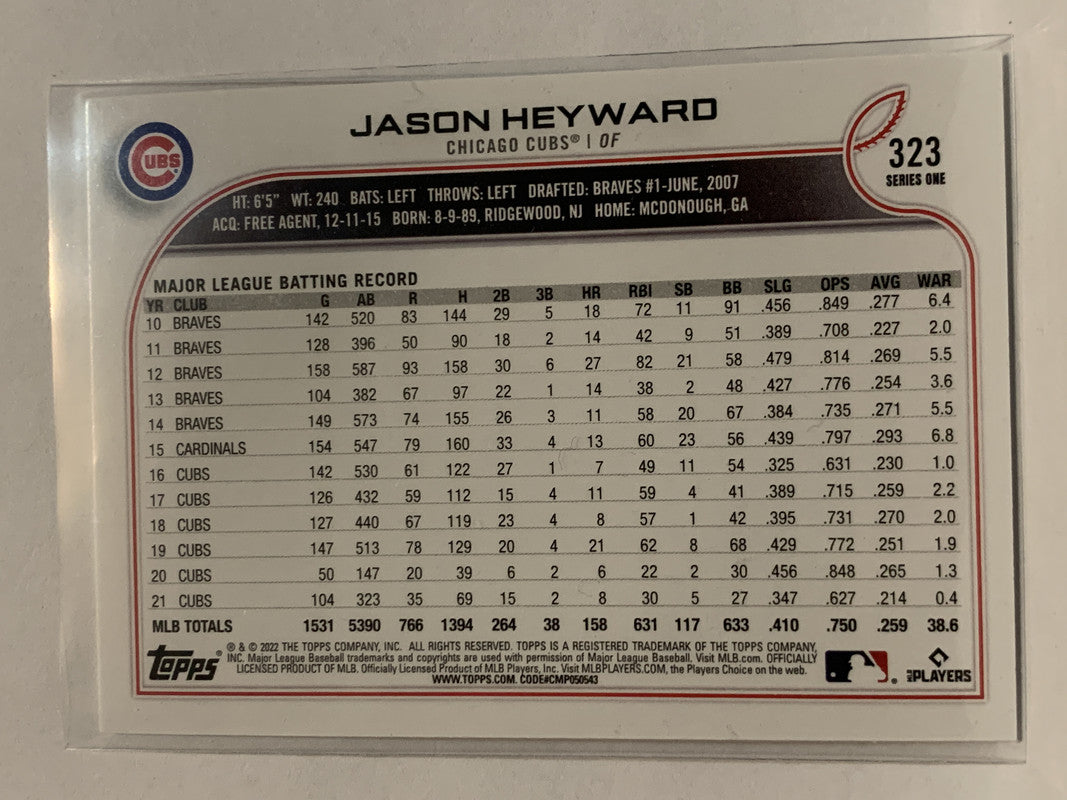 JASON HEYWARD
CHICAGO CUBS® | OF
CUBS
323
SERIES ONE
HT: 6'5" WT: 240 BATS: LEFT THROWS: LEFT DRAFTED: BRAVES #1-JUNE, 2007
ACQ: FREE AGENT, 12-11-15 BORN: 8-9-89, RIDGEWOOD, NJ HOME: MCDONOUGH, GA
MAJOR LEAGUE BATTING RECORD
YR CLUB G AB R H 2B 3B HR RBI SB BB SLG OPS AVG WAR
10 BRAVES 142 520 83 144 29 5 18 72 11 91 .456 .849 .277 6.4
11 BRAVES 128 396 50 90 18 2 14 42 9 51 .389 .708 .227 2.0
12 BRAVES 158 587 93 158 30 6 27 82 21 58 .479 .814 .269 5.5
13 BRAVES 104 382 67 97 22 1 14 38 2 48 .427 .776 .254 3.6
14 BRAVES 149 573 74 155 26 3 11 58 20 67 .384 .735 .271 5.5
15 CARDINALS 154 547 79 160 33 4 13 60 23 56 .439 .797 .293 6.8
16 CUBS 142 530 61 122 27 1 7 49 11 54 .325 .631 .230 1.0
17 CUBS 126 432 59 112 15 4 11 59 4 41 .389 .715 .259 2.2
18 CUBS 127 440 67 119 23 4 8 57 1 42 .395 .731 .270 2.0
19 CUBS 147 513 78 129 20 4 21 62 8 68 .429 .772 .251 1.9
20 CUBS 50 147 20 39 6 2 6 22 2 30 .456 .848 .265 1.3
21 CUBS 104 323 35 69 15 2 8 30 5 27 .347 .627 .214 0.4
MLB TOTALS 1531 5390 766 1394 264 38 158 631 117 633 .410 .750 .259 38.6
TOPPS®
® & © 2022 THE TOPPS COMPANY, INC. ALL RIGHTS RESERVED. TOPPS IS A REGISTERED TRADEMARK OF THE TOPPS COMPANY,
INC. Major League Baseball trademarks and copyrights are used with permission of Major League Baseball. Visit MLB.com. OFFICIALLY
LICENSED PRODUCT OF MLB. Officially Licensed Product of MLB Players, Inc. Visit MLBPLAYERS.COM, the Players Choice on the web.
WWW.TOPPS.COM. CODE#CMP050543
MLB PLAYERS